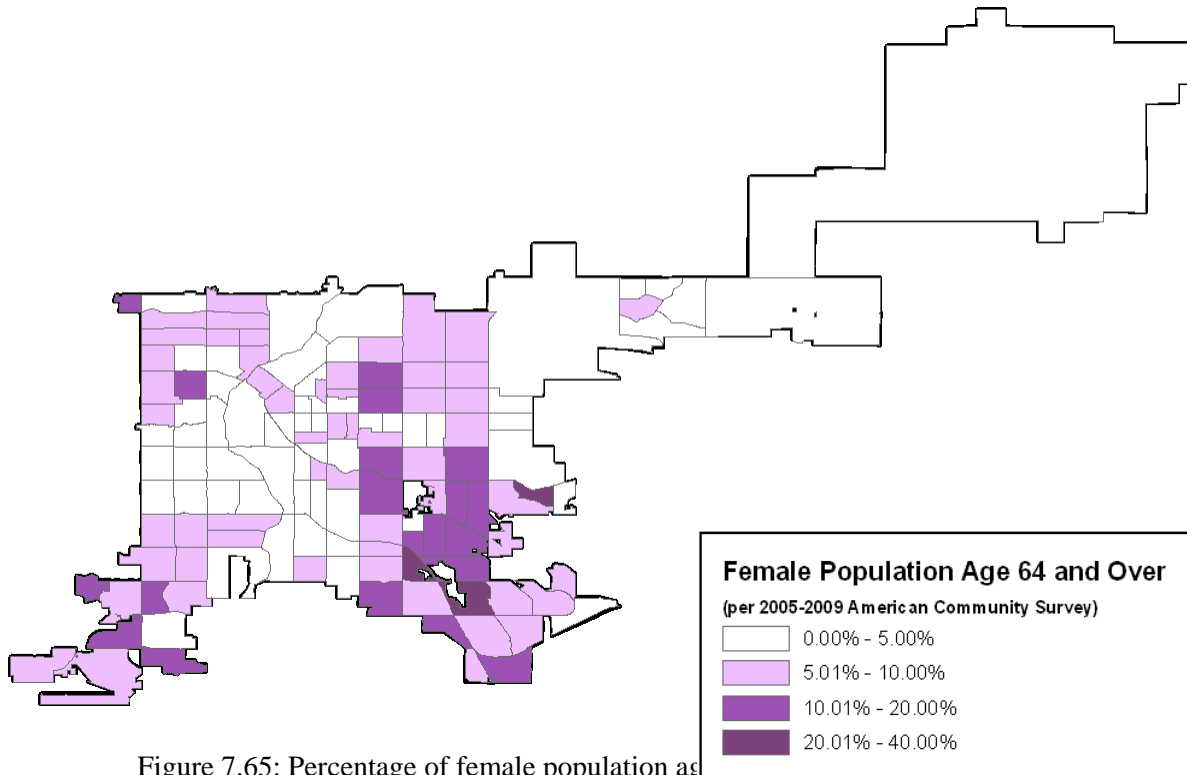 Female Population Age 64 and Over
(per 2005-2009 American Community Survey)
0.00% - 5.00%
5.01% - 10.00%
10.01% - 20.00%
20.01% - 40.00%
Figure 7.65: Percentage of female population